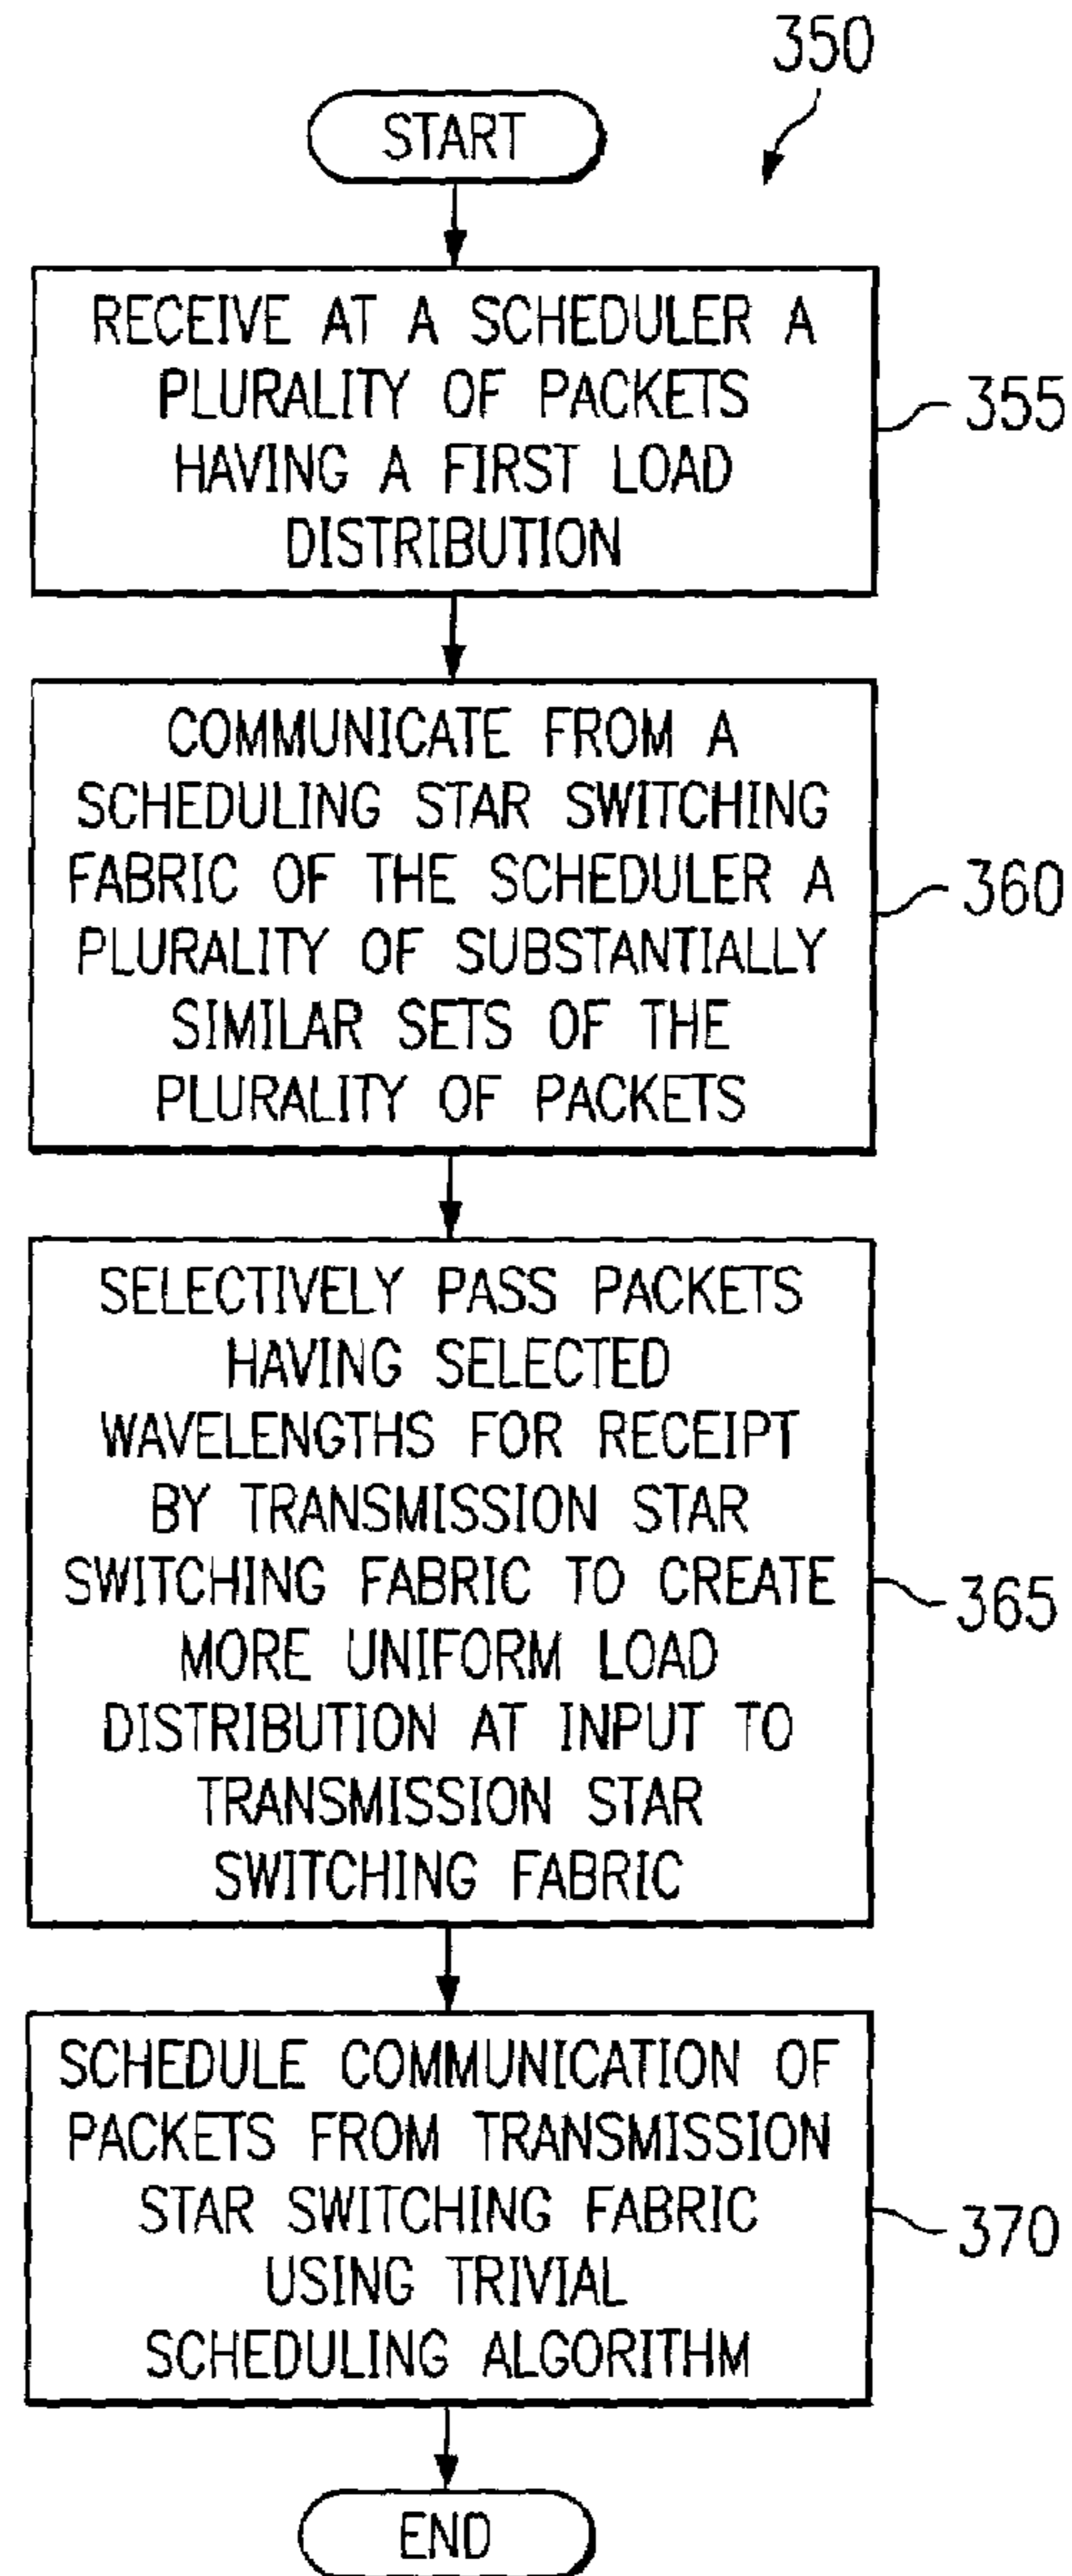 350
START
RECEIVE AT A SCHEDULER A
PLURALITY OF PACKETS
HAVING A FIRST LOAD
DISTRIBUTION
355
COMMUNICATE FROM A
SCHEDULING STAR SWITCHING
FABRIC OF THE SCHEDULER A
PLURALITY OF SUBSTANTIALLY
SIMILAR SETS OF THE
PLURALITY OF PACKETS
360
SELECTIVELY PASS PACKETS
HAVING SELECTED
WAVELENGTHS FOR RECEIPT
BY TRANSMISSION STAR
SWITCHING FABRIC TO CREATE
MORE UNIFORM LOAD
DISTRIBUTION AT INPUT TO
TRANSMISSION STAR
SWITCHING FABRIC
365
SCHEDULE COMMUNICATION OF
PACKETS FROM TRANSMISSION
STAR SWITCHING FABRIC
USING TRIVIAL
SCHEDULING ALGORITHM
370
END